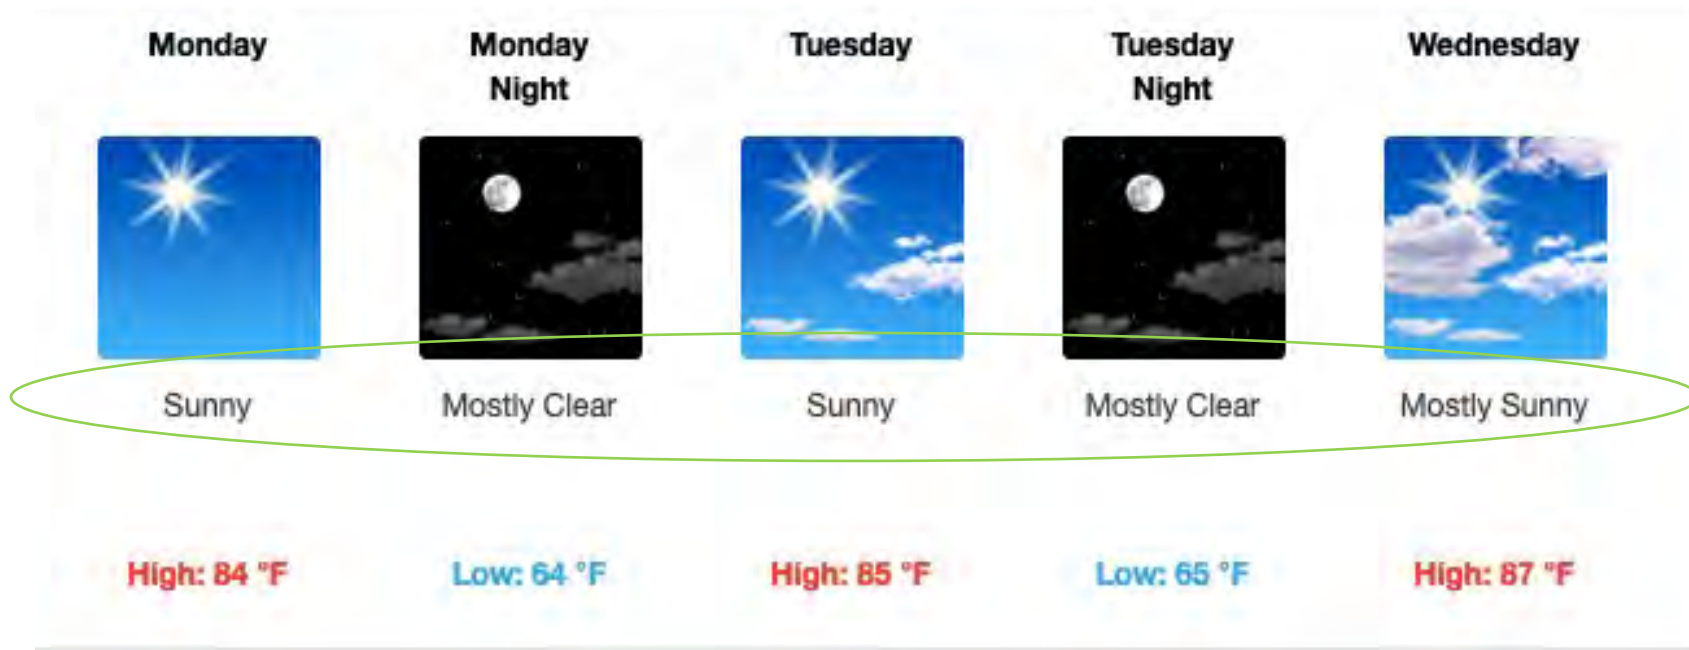 Monday
Monday
Night
Tuesday
Tuesday
Night
Wednesday
Sunny
Mostly Clear
Sunny
Mostly Clear
Mostly Sunny
High: 84 °F
Low: 64 °F
High: 85 °F
Low: 65 °F
High: 87 °F